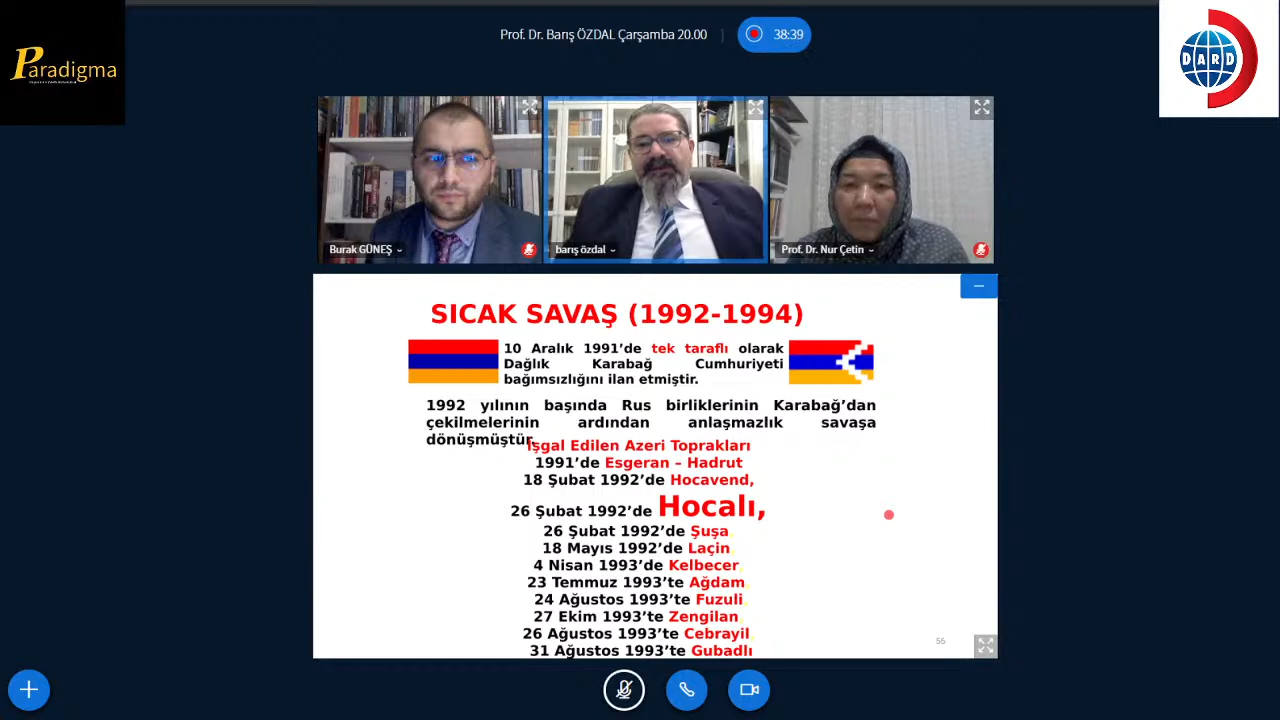 Prof. Dr. Barış ÖZDAL Çarşamba 20.00
38:39
Paradigma
DARD
Burak GÜNEŞ
barış özdal
Prof. Dr. Nur Çetin
SICAK SAVAŞ (1992-1994)
10 Aralık 1991’de tek taraflı olarak
Dağlık Karabağ Cumhuriyeti
bağımsızlığını ilan etmiştir.
1992 yılının başında Rus birliklerinin Karabağ’dan
çekilmelerinin ardından anlaşmazlık savaşa
dönüşmüştür.
İşgal Edilen Azeri Toprakları
1991’de Esgeran – Hadrut
18 Şubat 1992’de Hocavend,
26 Şubat 1992’de Hocalı,
26 Şubat 1992’de Şuşa,
18 Mayıs 1992’de Laçin,
4 Nisan 1993’de Kelbecer,
23 Temmuz 1993’te Ağdam,
24 Ağustos 1993’te Fuzuli,
27 Ekim 1993’te Zengilan,
26 Ağustos 1993’te Cebrayil,
31 Ağustos 1993’te Gubadlı
55